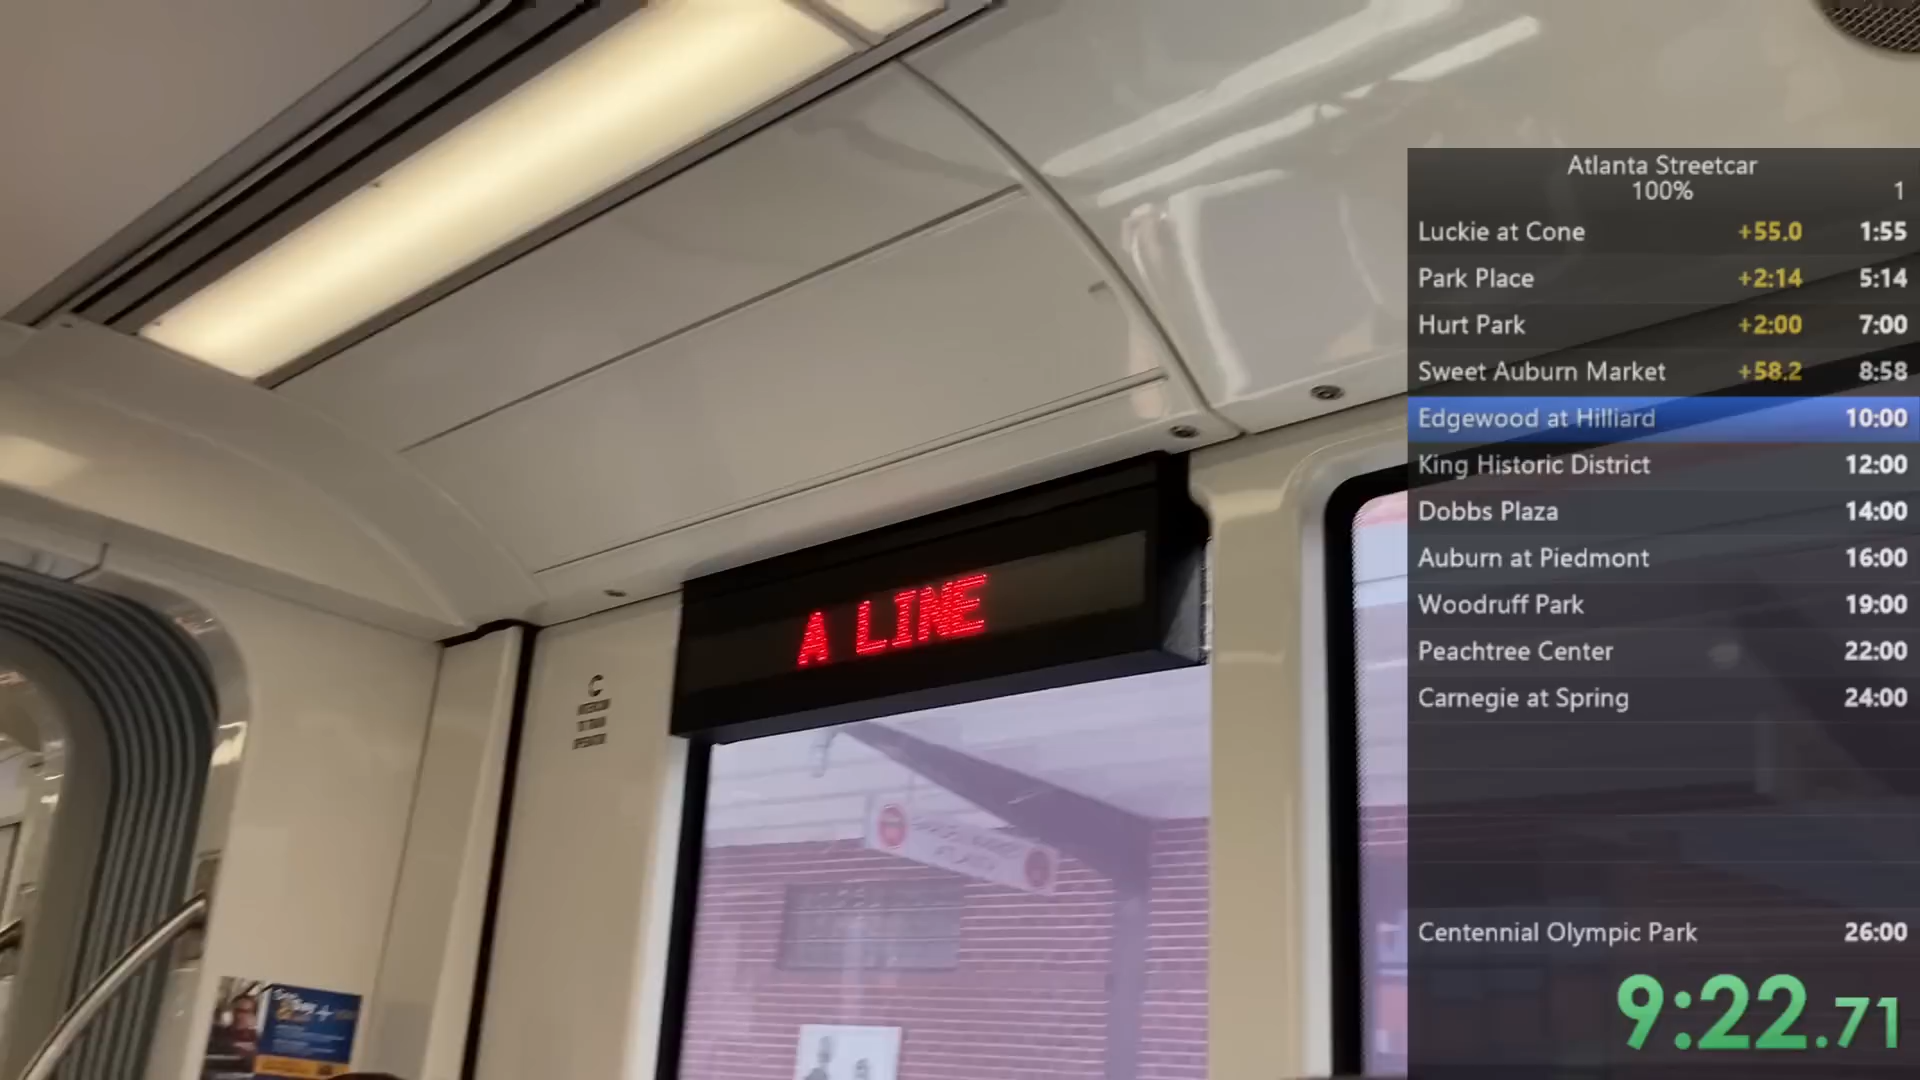 A LINE
C
Atlanta Streetcar
100% 1
Luckie at Cone +55.0 1:55
Park Place +2:14 5:14
Hurt Park +2:00 7:00
Sweet Auburn Market +58.2 8:58
Edgewood at Hilliard 10:00
King Historic District 12:00
Dobbs Plaza 14:00
Auburn at Piedmont 16:00
Woodruff Park 19:00
Peachtree Center 22:00
Carnegie at Spring 24:00
Centennial Olympic Park 26:00
9:22.71